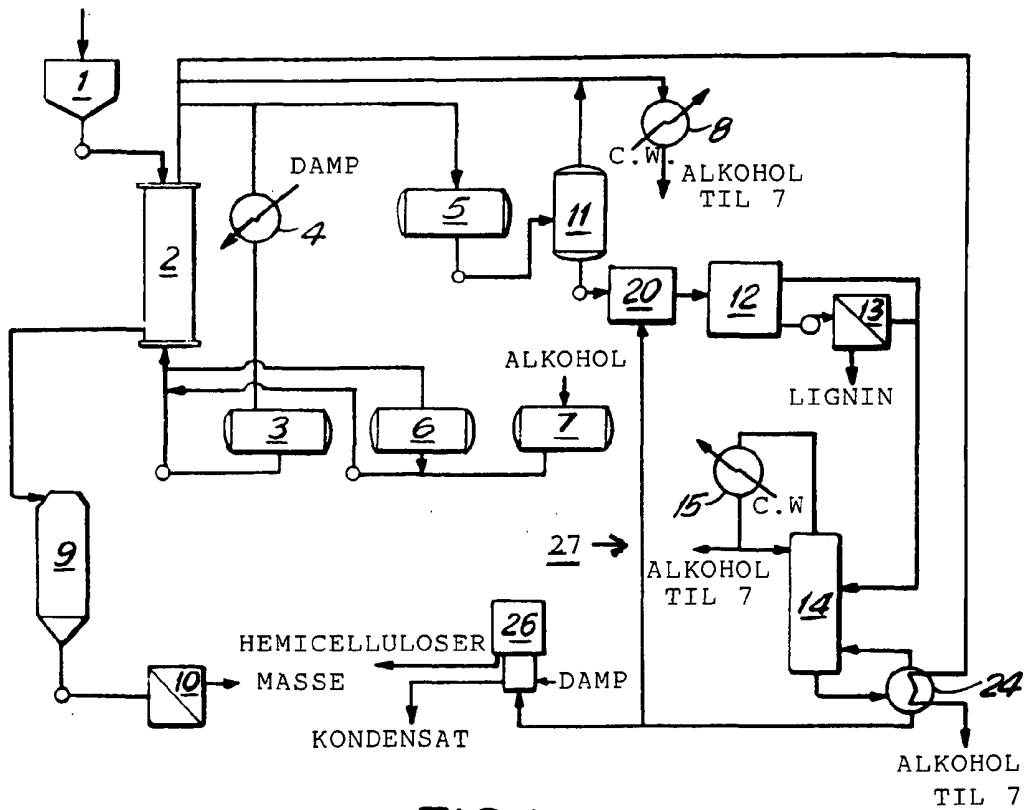 1
DAMP
8
C.W.
ALKOHOL
TIL 7
2
4
5
11
20
12
13
ALKOHOL
LIGNIN
3
6
7
15
C.W
9
27
ALKOHOL
TIL 7
14
26
HEMICELLULOSER
10
MASSE
DAMP
24
KONDENSAT
ALKOHOL
TIL 7